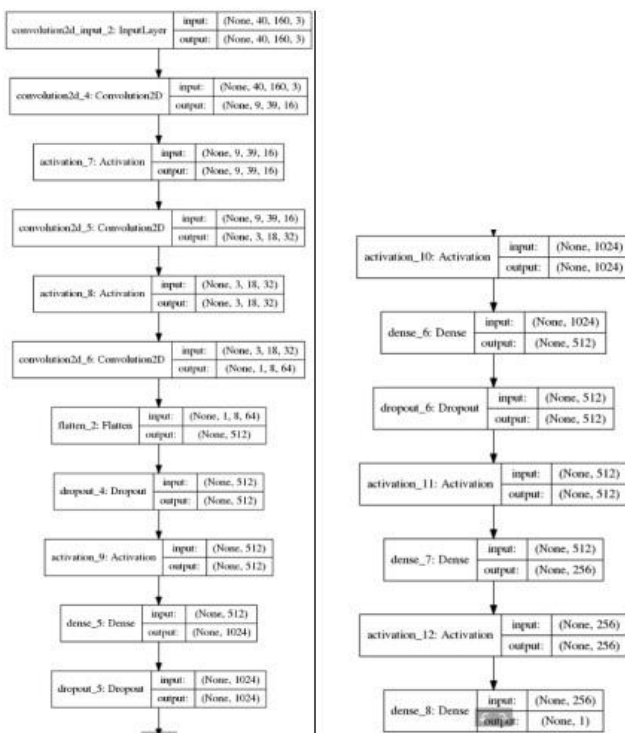 convolution2d_input_2: InputLayer
input: (None, 40, 160, 3)
output: (None, 40, 160, 3)
convolution2d_4: Convolution2D
input: (None, 40, 160, 3)
output: (None, 9, 39, 16)
activation_7: Activation
input: (None, 9, 39, 16)
output: (None, 9, 39, 16)
convolution2d_5: Convolution2D
input: (None, 9, 39, 16)
output: (None, 3, 18, 32)
activation_8: Activation
input: (None, 3, 18, 32)
output: (None, 3, 18, 32)
convolution2d_6: Convolution2D
input: (None, 3, 18, 32)
output: (None, 1, 8, 64)
flatten_2: Flatten
input: (None, 1, 8, 64)
output: (None, 512)
dropout_4: Dropout
input: (None, 512)
output: (None, 512)
activation_9: Activation
input: (None, 512)
output: (None, 512)
dense_5: Dense
input: (None, 512)
output: (None, 1024)
dropout_5: Dropout
input: (None, 1024)
output: (None, 1024)
activation_10: Activation
input: (None, 1024)
output: (None, 1024)
dense_6: Dense
input: (None, 1024)
output: (None, 512)
dropout_6: Dropout
input: (None, 512)
output: (None, 512)
activation_11: Activation
input: (None, 512)
output: (None, 512)
dense_7: Dense
input: (None, 512)
output: (None, 256)
activation_12: Activation
input: (None, 256)
output: (None, 256)
dense_8: Dense
input: (None, 256)
output: (None, 1)